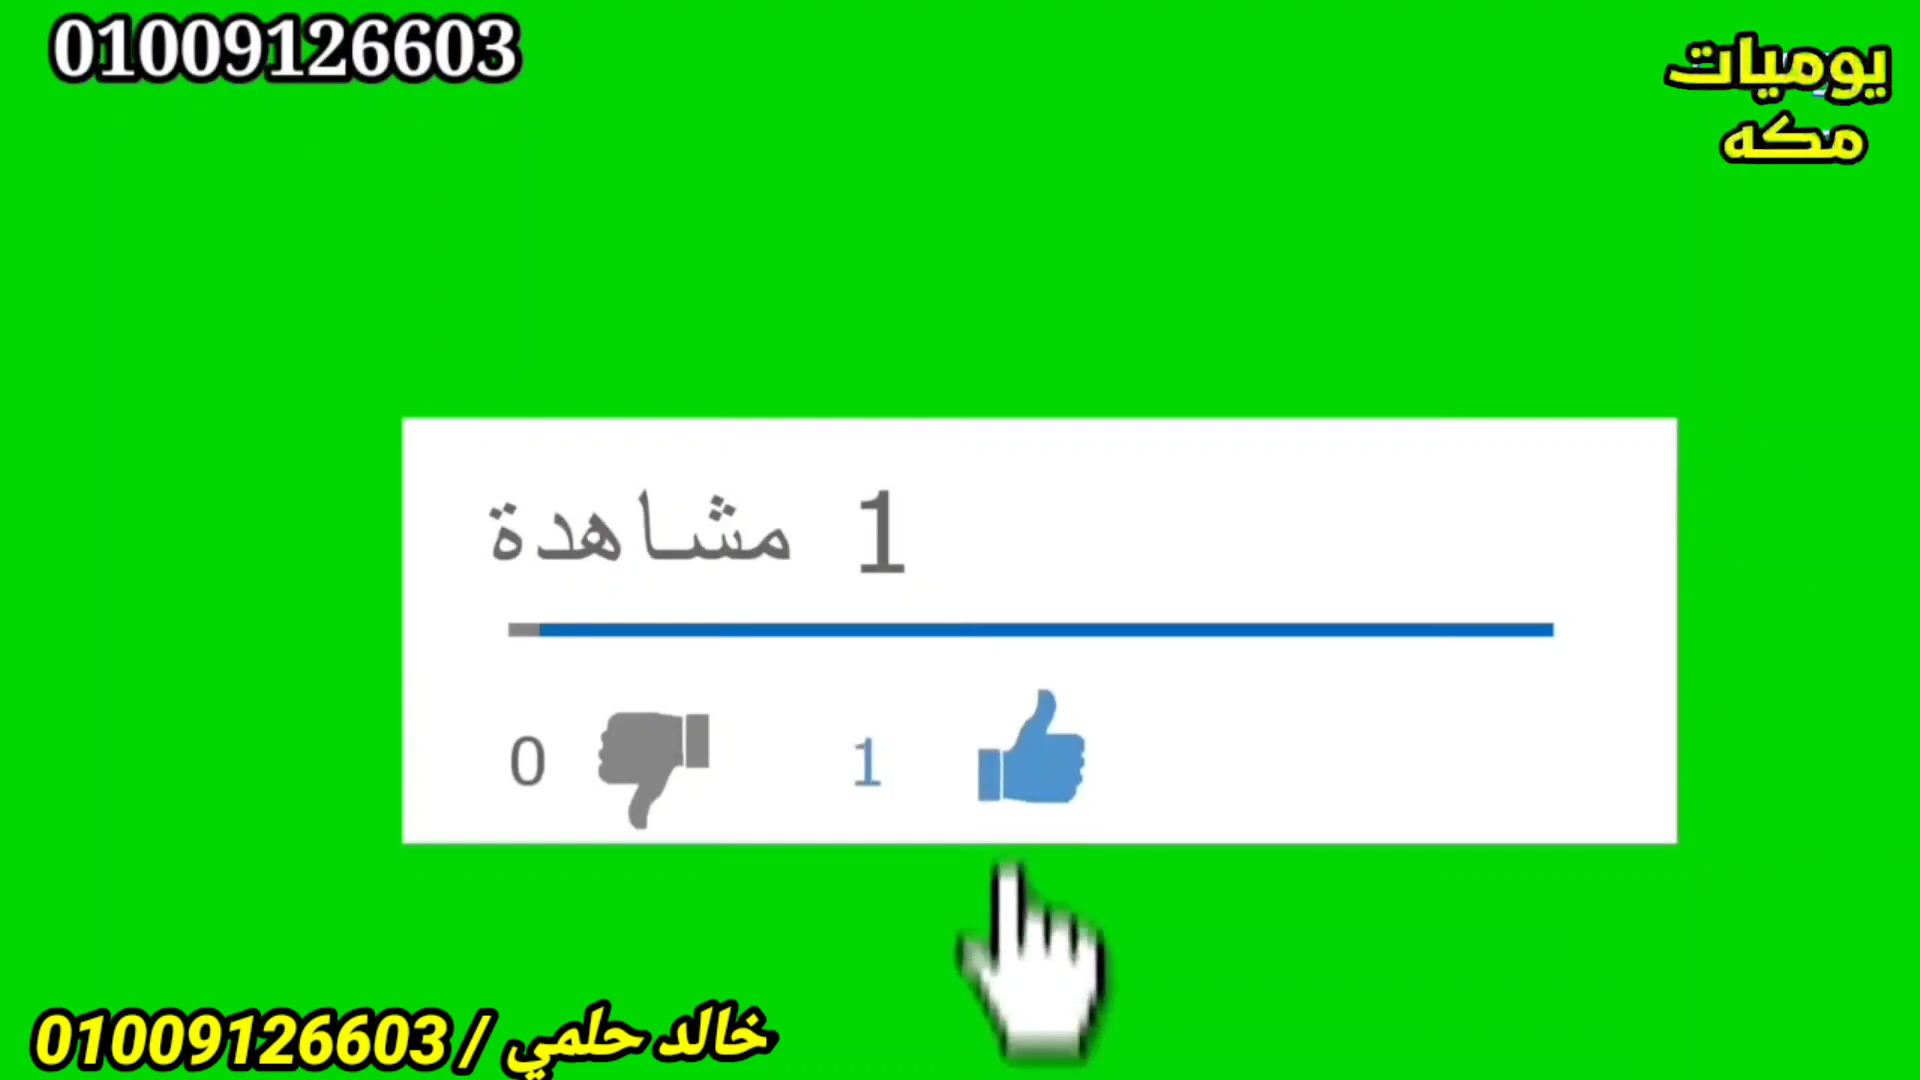 01009126603
يوميات
مكه
1 مشاهدة
0 1
خالد حلمي / 01009126603